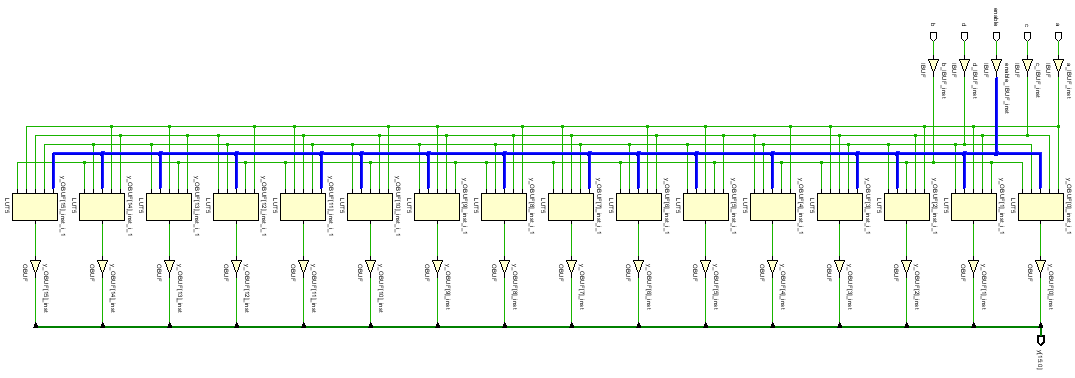 b
d
enable
c
a
b_IBUF_inst
IBUF
d_IBUF_inst
IBUF
enable_IBUF_inst
IBUF
c_IBUF_inst
IBUF
a_IBUF_inst
IBUF
y_OBUF[15]_inst_i_1
LUT5
y_OBUF[14]_inst_i_1
LUT5
y_OBUF[13]_inst_i_1
LUT5
y_OBUF[12]_inst_i_1
LUT5
y_OBUF[11]_inst_i_1
LUT5
y_OBUF[10]_inst_i_1
LUT5
y_OBUF[9]_inst_i_1
LUT5
y_OBUF[8]_inst_i_1
LUT5
y_OBUF[7]_inst_i_1
LUT5
y_OBUF[6]_inst_i_1
LUT5
y_OBUF[5]_inst_i_1
LUT5
y_OBUF[4]_inst_i_1
LUT5
y_OBUF[3]_inst_i_1
LUT5
y_OBUF[2]_inst_i_1
LUT5
y_OBUF[1]_inst_i_1
LUT5
y_OBUF[0]_inst_i_1
LUT5
y_OBUF[15]_inst
OBUF
y_OBUF[14]_inst
OBUF
y_OBUF[13]_inst
OBUF
y_OBUF[12]_inst
OBUF
y_OBUF[11]_inst
OBUF
y_OBUF[10]_inst
OBUF
y_OBUF[9]_inst
OBUF
y_OBUF[8]_inst
OBUF
y_OBUF[7]_inst
OBUF
y_OBUF[6]_inst
OBUF
y_OBUF[5]_inst
OBUF
y_OBUF[4]_inst
OBUF
y_OBUF[3]_inst
OBUF
y_OBUF[2]_inst
OBUF
y_OBUF[1]_inst
OBUF
y_OBUF[0]_inst
OBUF
y[15:0]